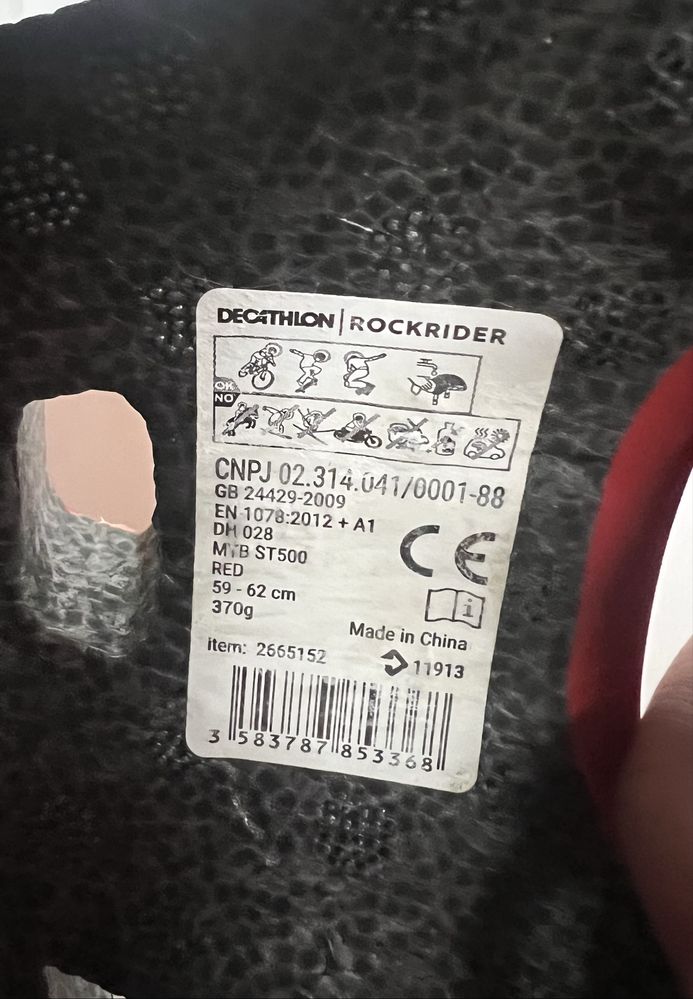 DECATHLON | ROCKRIDER
OK
NO
CNPJ 02.314.041/0001-88
GB 24429-2009
EN 1078:2012 + A1
DH 028
MTB ST500
RED
59 - 62 cm
370g
CE
i
Made in China
Item: 2665152
11913
3 583787 853368